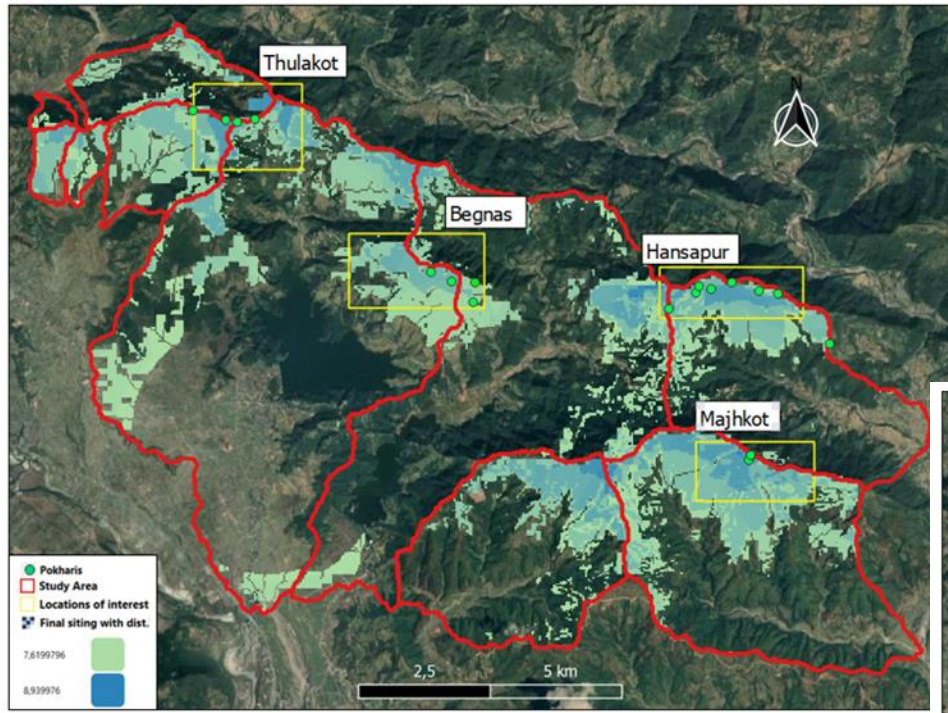 Thulakot
N
Begnas
Hansapur
Majhkot
Pokharis
Study Area
Locations of interest
Final siting with dist.
7,6199796
8,939976
2,5 5 km